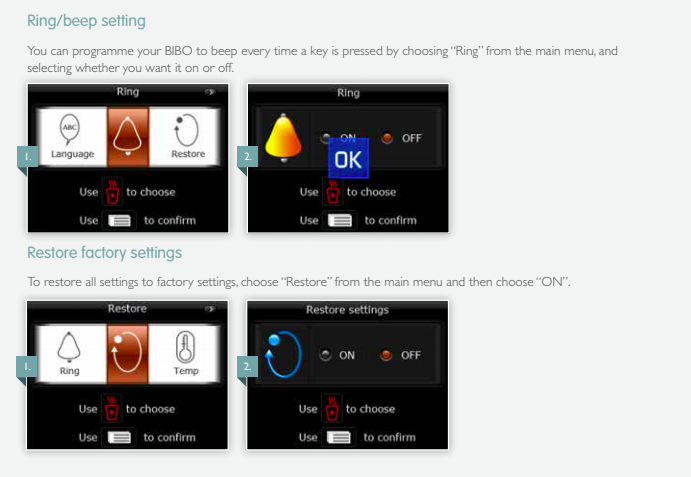 Ring/beep setting
You can programme your BIBO to beep every time a key is pressed by choosing “Ring” from the main menu, and
selecting whether you want it on or off.
Ring
ABC
Language
Restore
1.
Use to choose
Use to confirm
Ring
ON
OFF
OK
2.
Use to choose
Use to confirm
Restore factory settings
To restore all settings to factory settings, choose “Restore” from the main menu and then choose “ON”.
Restore
Ring
Temp
1.
Use to choose
Use to confirm
Restore settings
ON
OFF
2.
Use to choose
Use to confirm